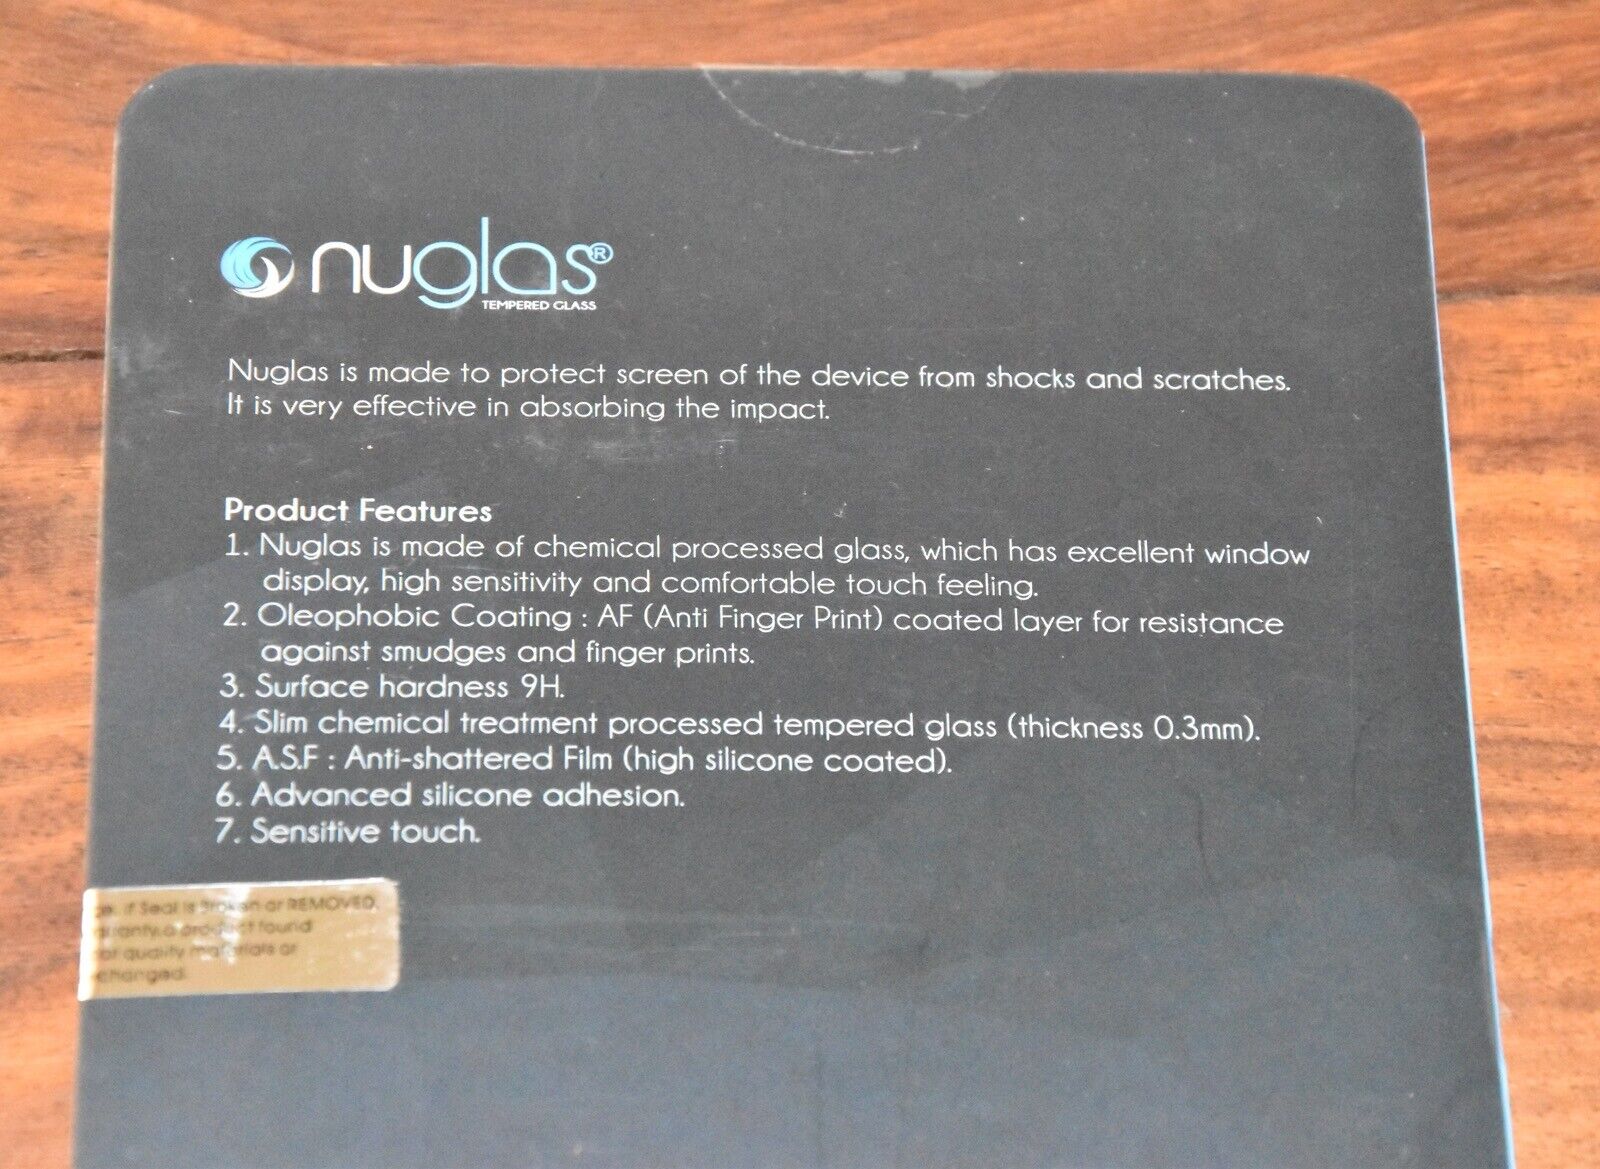 nuglas®
TEMPERED GLASS
Nuglas is made to protect screen of the device from shocks and scratches.
It is very effective in absorbing the impact.
Product Features
1. Nuglas is made of chemical processed glass, which has excellent window
display, high sensitivity and comfortable touch feeling.
2. Oleophobic Coating : AF (Anti Finger Print) coated layer for resistance
against smudges and finger prints.
3. Surface hardness 9H.
4. Slim chemical treatment processed tempered glass (thickness 0.3mm).
5. A.S.F : Anti-shattered Film (high silicone coated).
6. Advanced silicone adhesion.
7. Sensitive touch.
if Seal is Broken or REMOVED.
product found
quality materials or
changed.